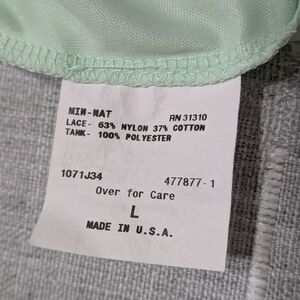 MIN-MAT RN 31310
LACE- 63% NYLON 37% COTTON
TANK- 100% POLYESTER
1071J34 477877-1
Over for Care
L
MADE IN U.S.A.